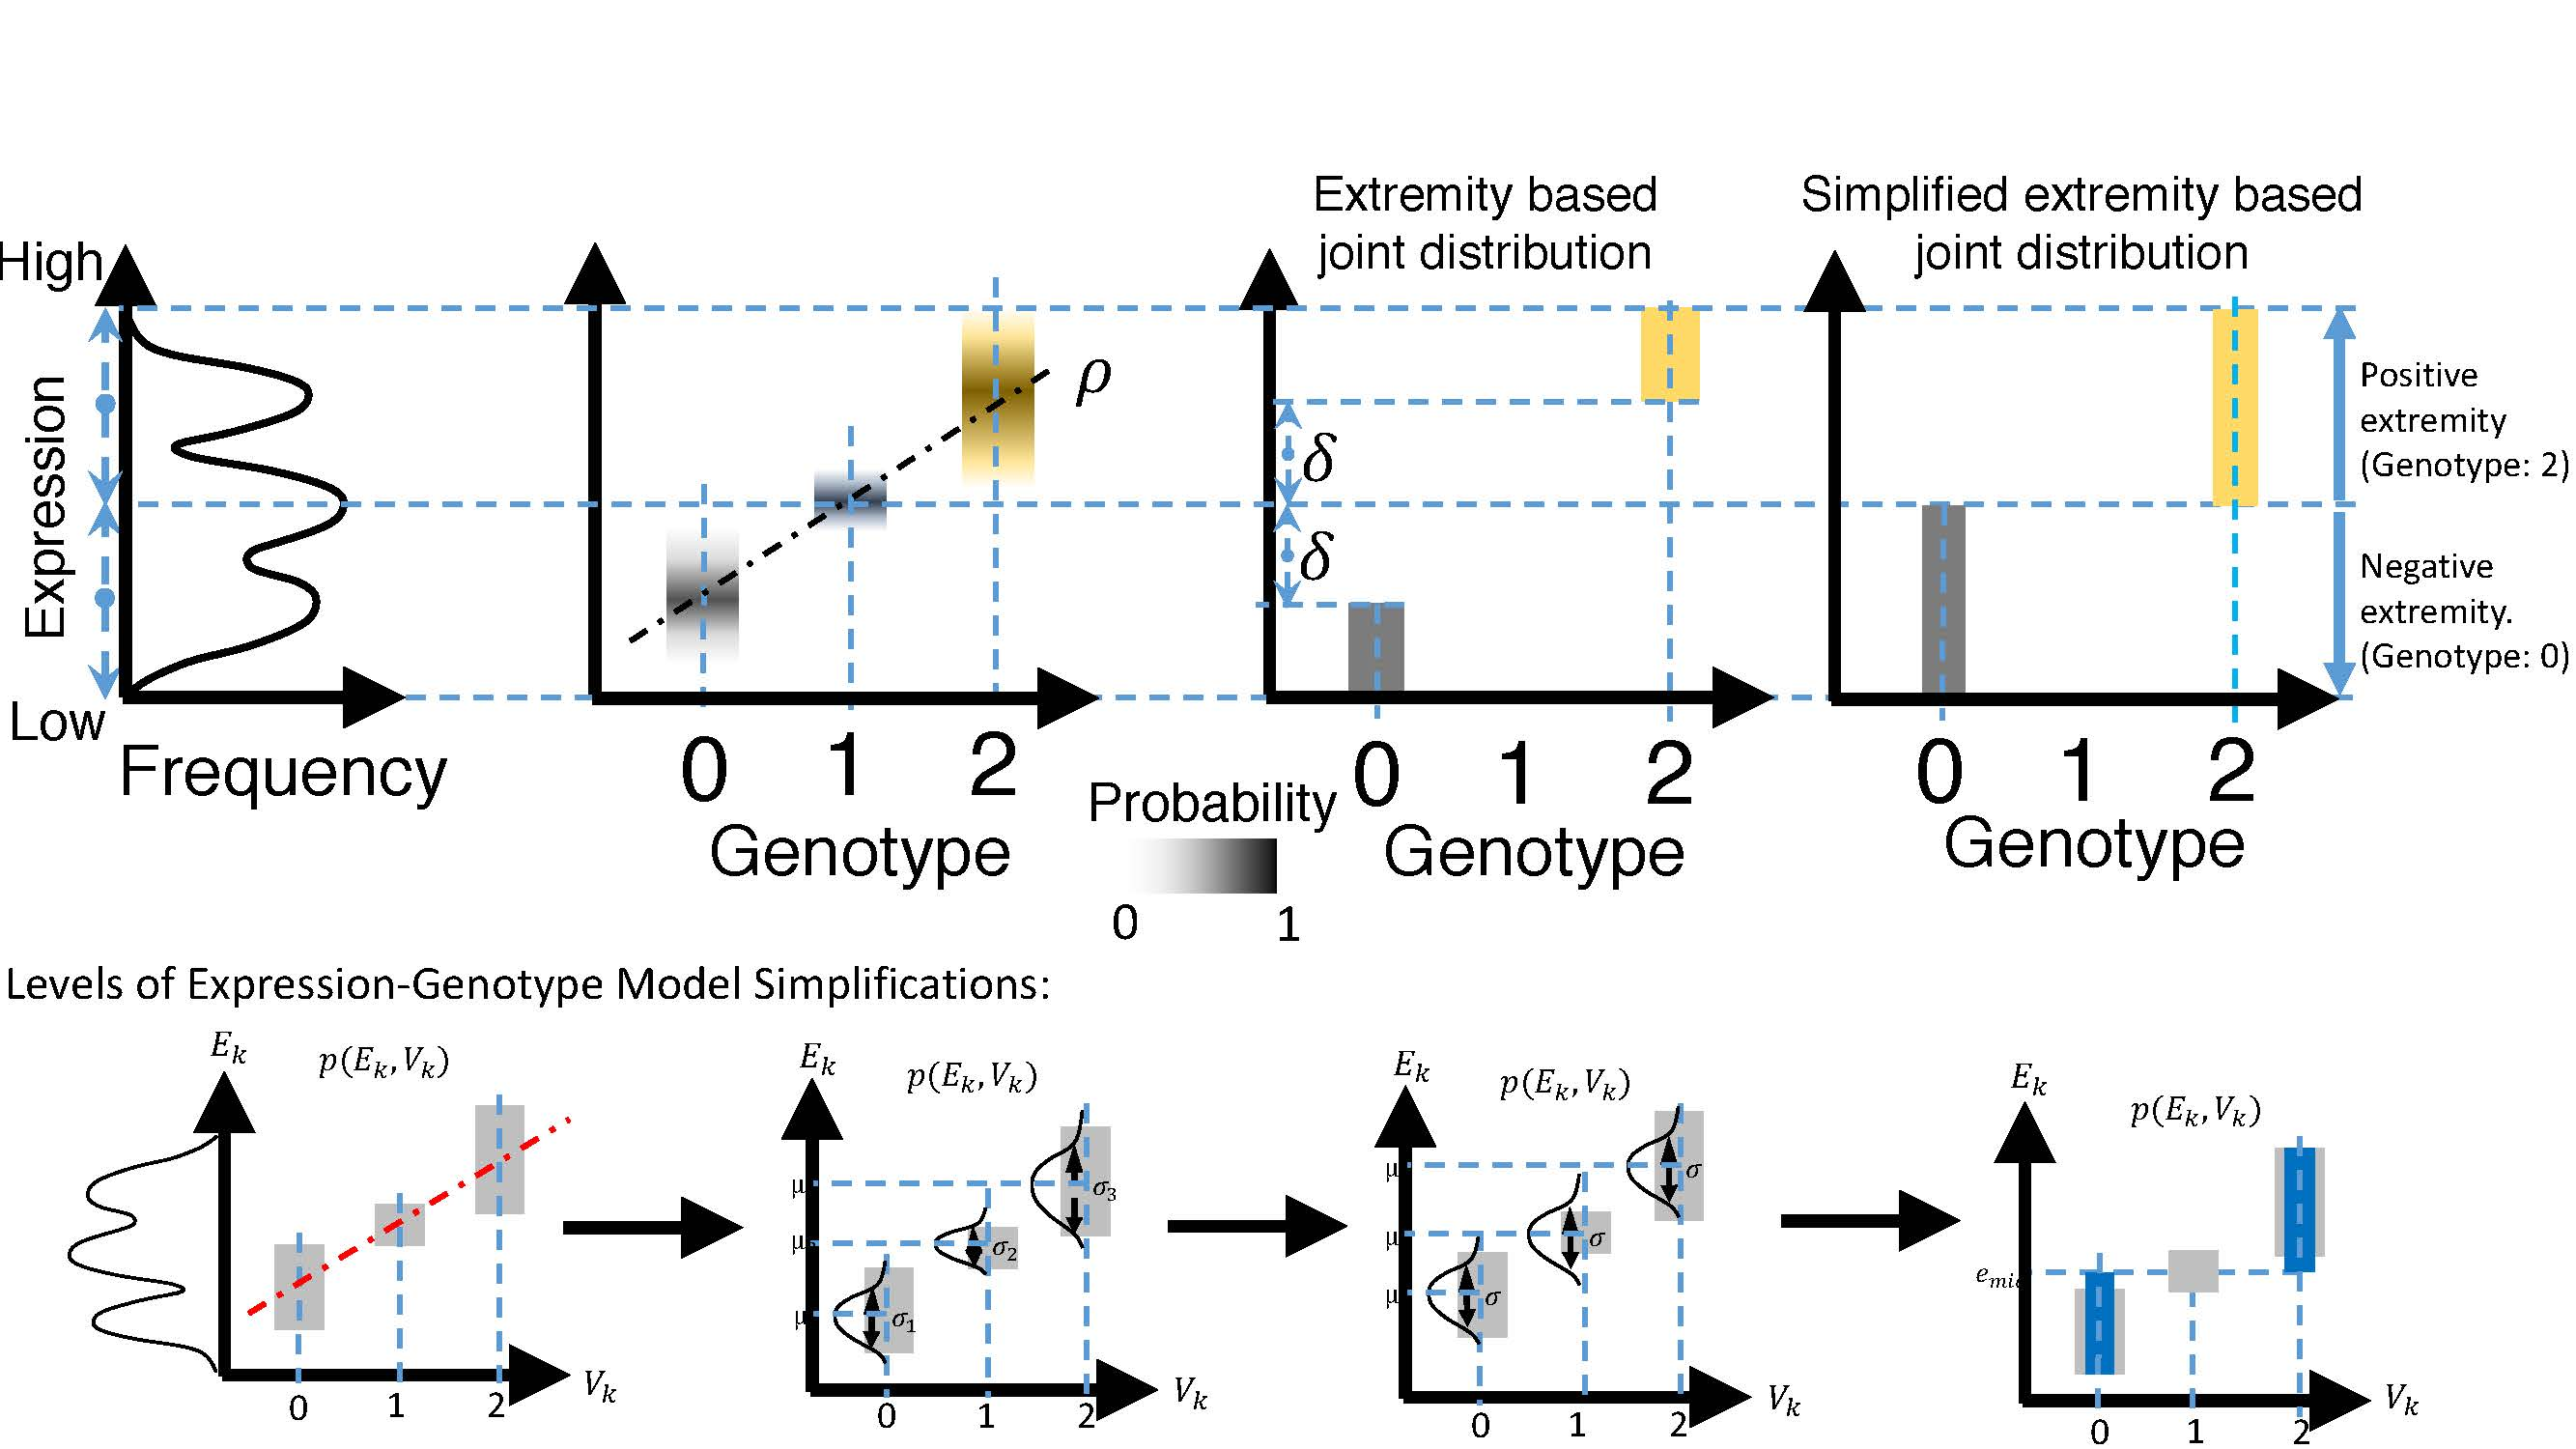 Extremity based
joint distribution
Simplified extremity based
joint distribution
High
Expression
Low
Frequency
ρ
0 1 2
Genotype
Probability
0 1
δ
δ
0 1 2
Genotype
0 1 2
Genotype
Positive
extremity
(Genotype: 2)
Negative
extremity.
(Genotype: 0)
Levels of Expression-Genotype Model Simplifications:
E_k
p(E_k, V_k)
0 1 2
V_k
E_k
p(E_k, V_k)
μ
μ
μ
σ_3
σ_2
σ_1
0 1 2
V_k
E_k
p(E_k, V_k)
μ
μ
μ
σ
σ
σ
0 1 2
V_k
E_k
p(E_k, V_k)
0 1 2
V_k